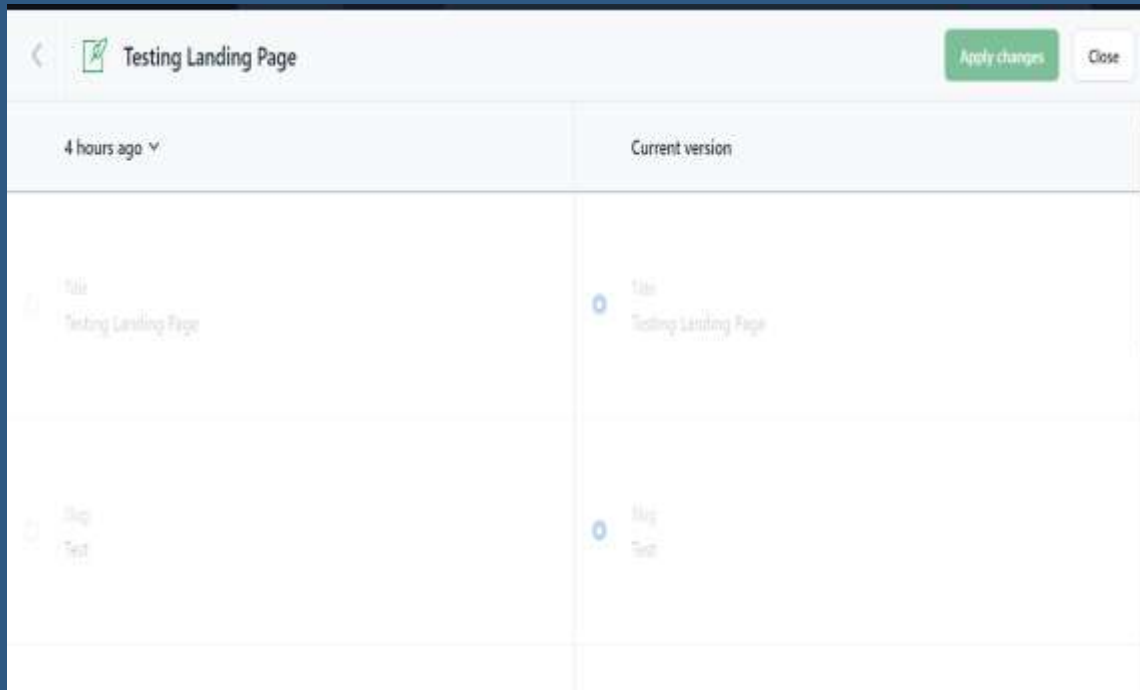 Testing Landing Page
Apply changes
Close
4 hours ago
Current version
Title
Testing Landing Page
Title
Testing Landing Page
Slug
Test
Slug
Test